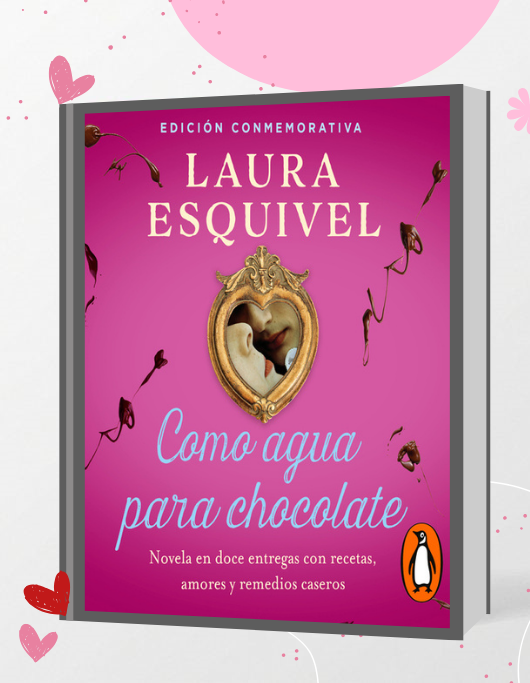 EDICIÓN CONMEMORATIVA
LAURA
ESQUIVEL
Como agua
para chocolate
Novela en doce entregas con recetas,
amores y remedios caseros